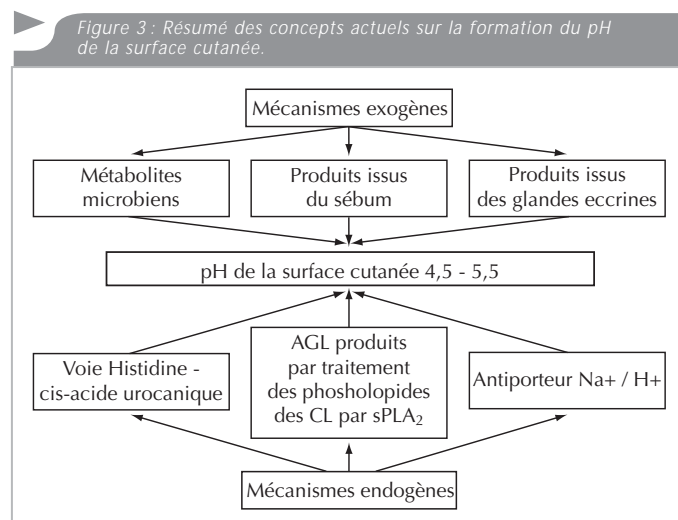 Figure 3 : Résumé des concepts actuels sur la formation du pH
de la surface cutanée.
Mécanismes exogènes
Métabolites
microbiens
Produits issus
du sébum
Produits issus
des glandes eccrines
pH de la surface cutanée 4,5 - 5,5
Voie Histidine -
cis-acide urocanique
AGL produits
par traitement
des phosholopides
des CL par sPLA₂
Antiporteur Na+ / H+
Mécanismes endogènes